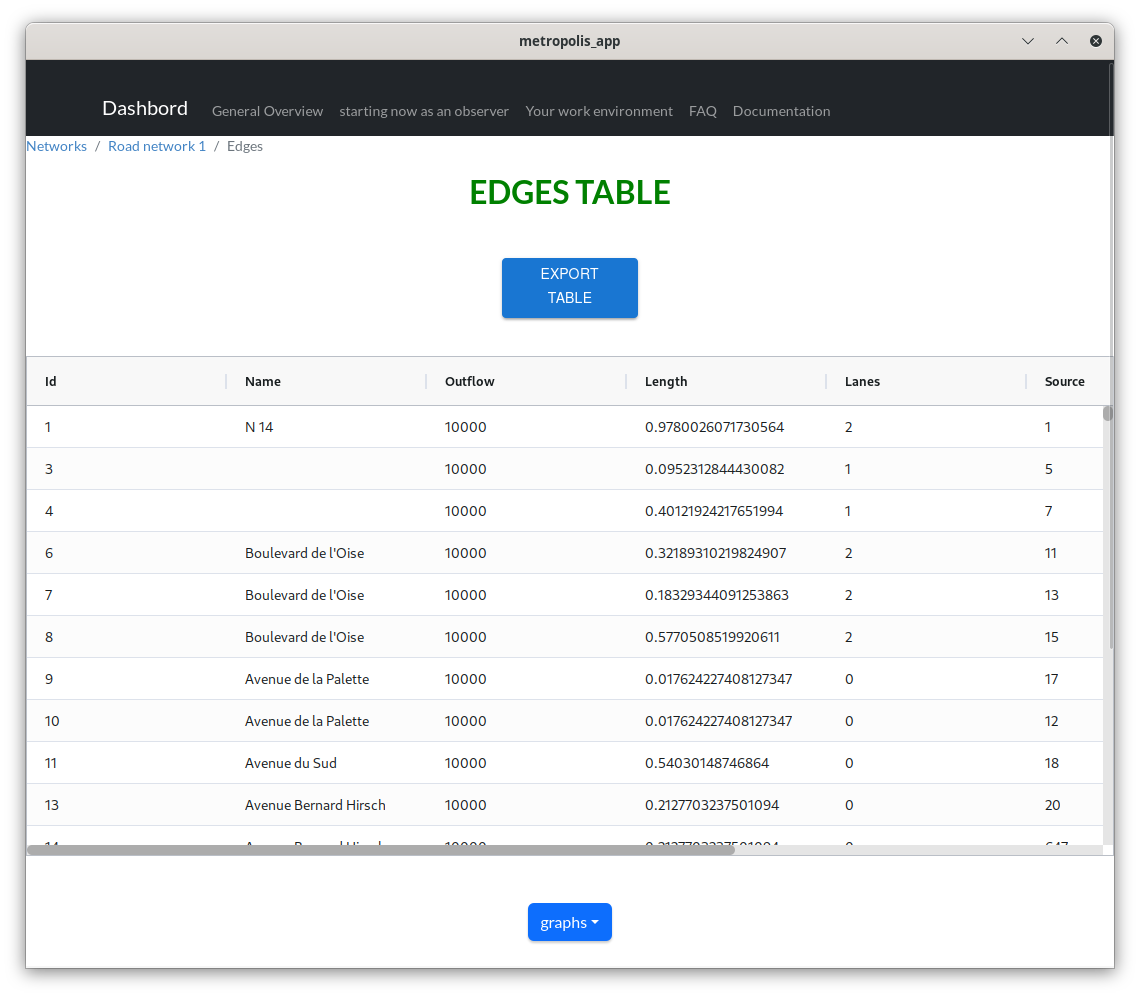 metropolis_app
Dashbord General Overview starting now as an observer Your work environment FAQ Documentation
Networks / Road network 1 / Edges
EDGES TABLE
EXPORT
TABLE
Id Name Outflow Length Lanes Source
1 N 14 10000 0.9780026071730564 2 1
3 10000 0.0952312844430082 1 5
4 10000 0.40121924217651994 1 7
6 Boulevard de l'Oise 10000 0.32189310219824907 2 11
7 Boulevard de l'Oise 10000 0.18329344091253863 2 13
8 Boulevard de l'Oise 10000 0.5770508519920611 2 15
9 Avenue de la Palette 10000 0.017624227408127347 0 17
10 Avenue de la Palette 10000 0.017624227408127347 0 12
11 Avenue du Sud 10000 0.54030148746864 0 18
13 Avenue Bernard Hirsch 10000 0.2127703237501094 0 20
graphs